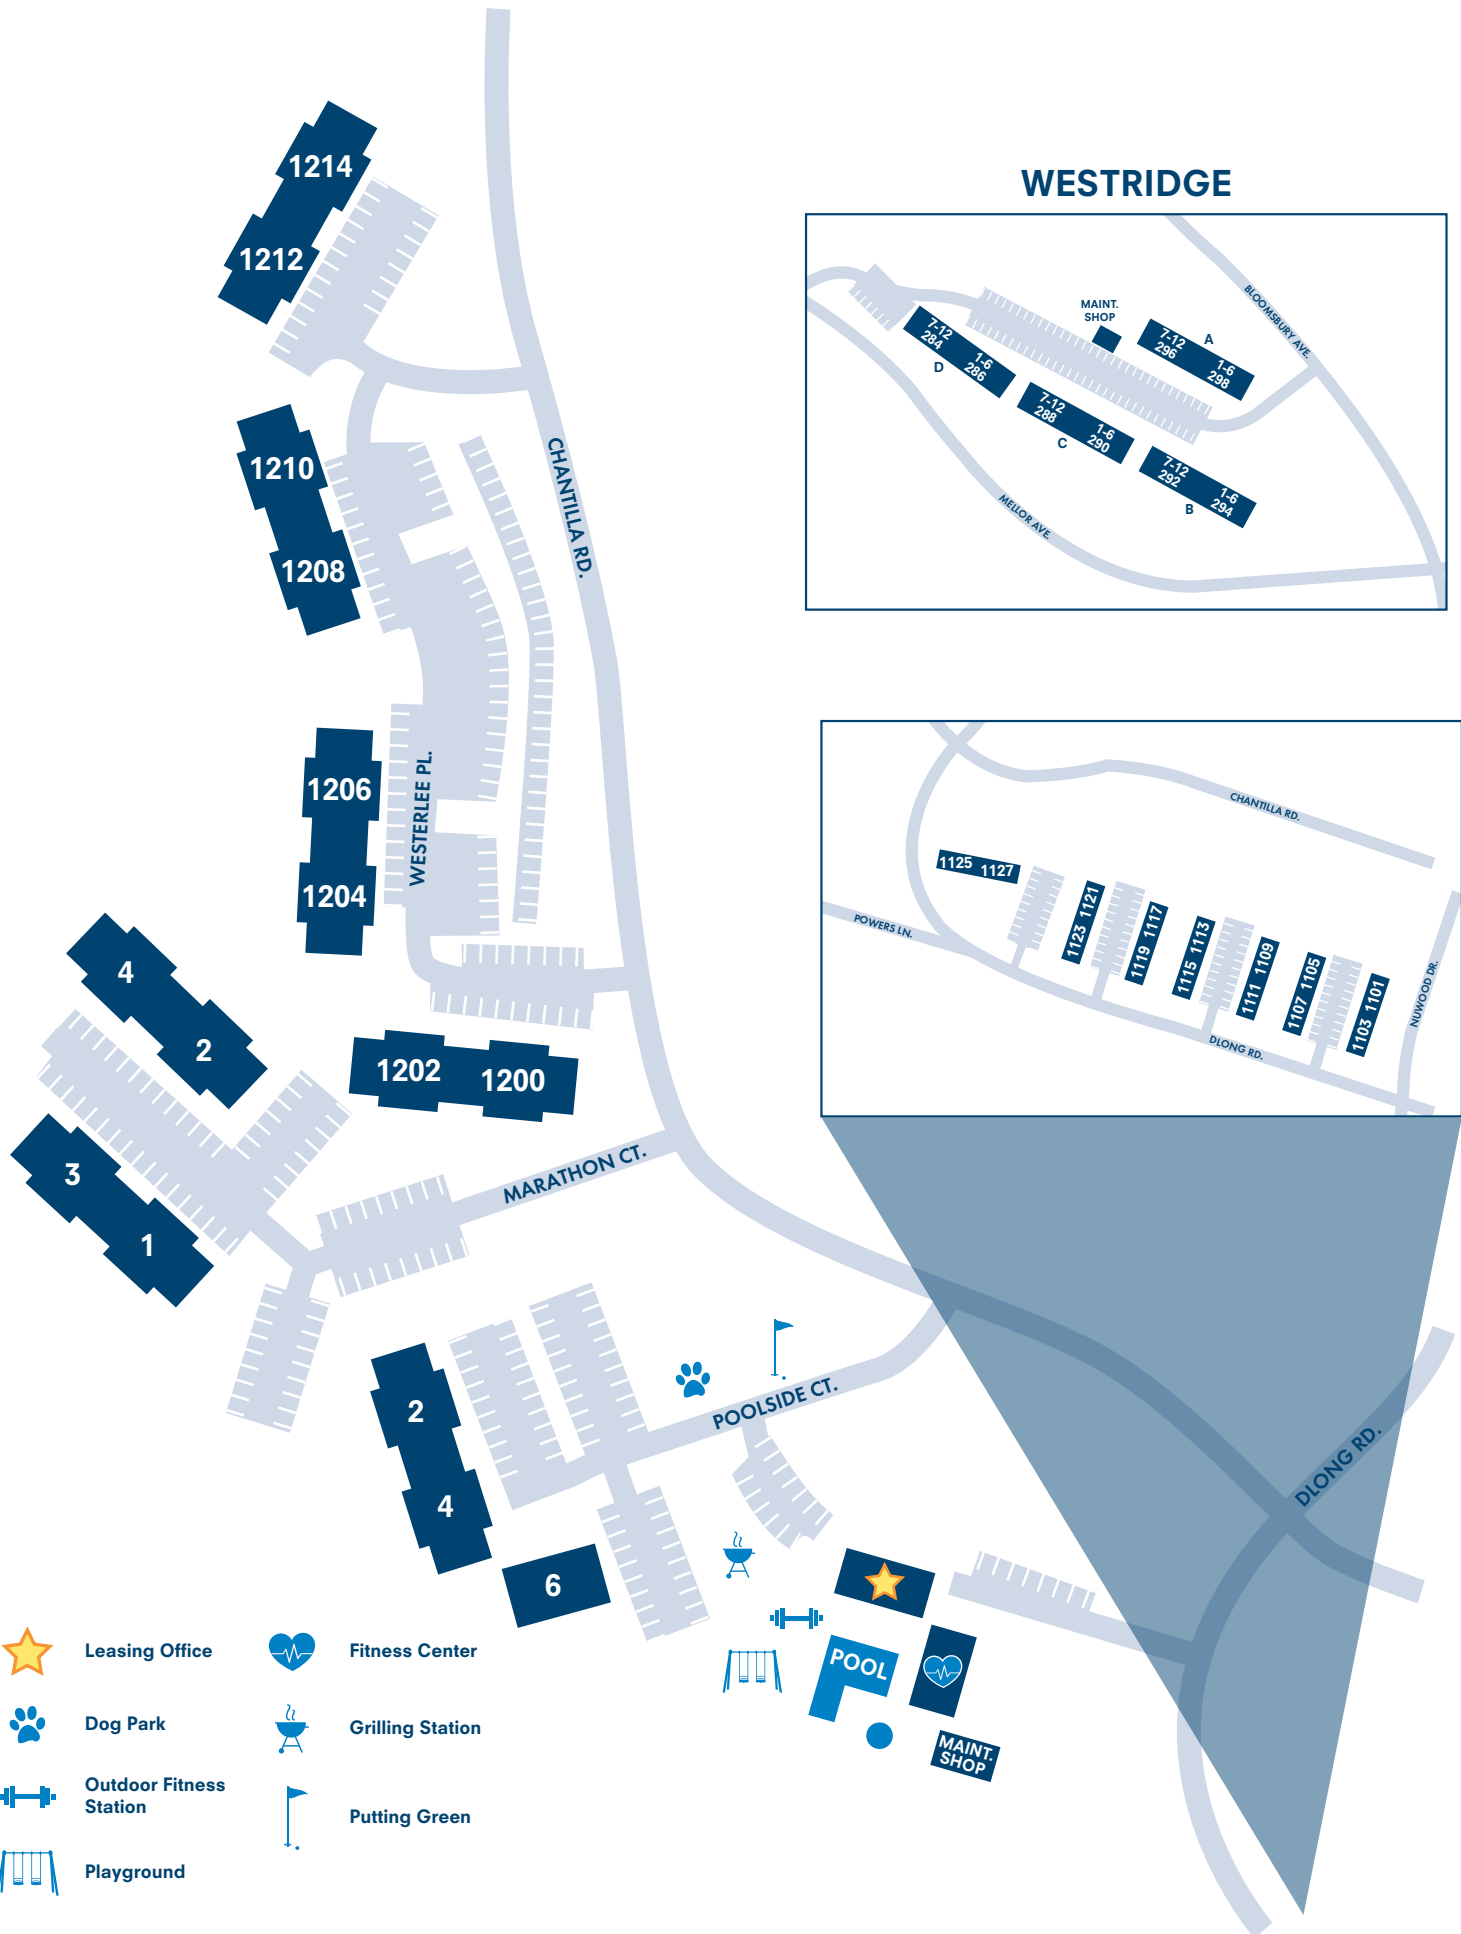 1214
1212
WESTRIDGE
BLOOMSBURY AVE.
MAINT.
SHOP
A
7-12
296
1-6
298
7-12
284
1-6
286
D
7-12
288
1-6
290
C
7-12
292
1-6
294
B
MELLOR AVE.
CHANTILLA RD.
1210
1208
1206
1204
WESTERLEE PL.
CHANTILLA RD.
1125 1127
POWERS LN.
1123 1121
1119 1117
1115 1113
1111 1109
1107 1105
1103 1101
NUWOOD DR.
DLONG RD.
4
2
1202
1200
3
1
MARATHON CT.
2
4
6
POOLSIDE CT.
DLONG RD.
POOL
MAINT.
SHOP
Leasing Office
Fitness Center
Dog Park
Grilling Station
Outdoor Fitness
Station
Putting Green
Playground